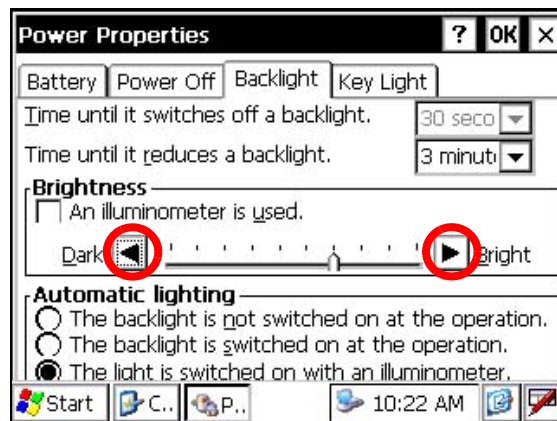 Power Properties ? OK ×
Battery Power Off Backlight Key Light
Time until it switches off a backlight. 30 seco
Time until it reduces a backlight. 3 minut
Brightness
An illuminometer is used.
Dark Bright
Automatic lighting
The backlight is not switched on at the operation.
The backlight is switched on at the operation.
The light is switched on with an illuminometer.
Start C.. P.. 10:22 AM